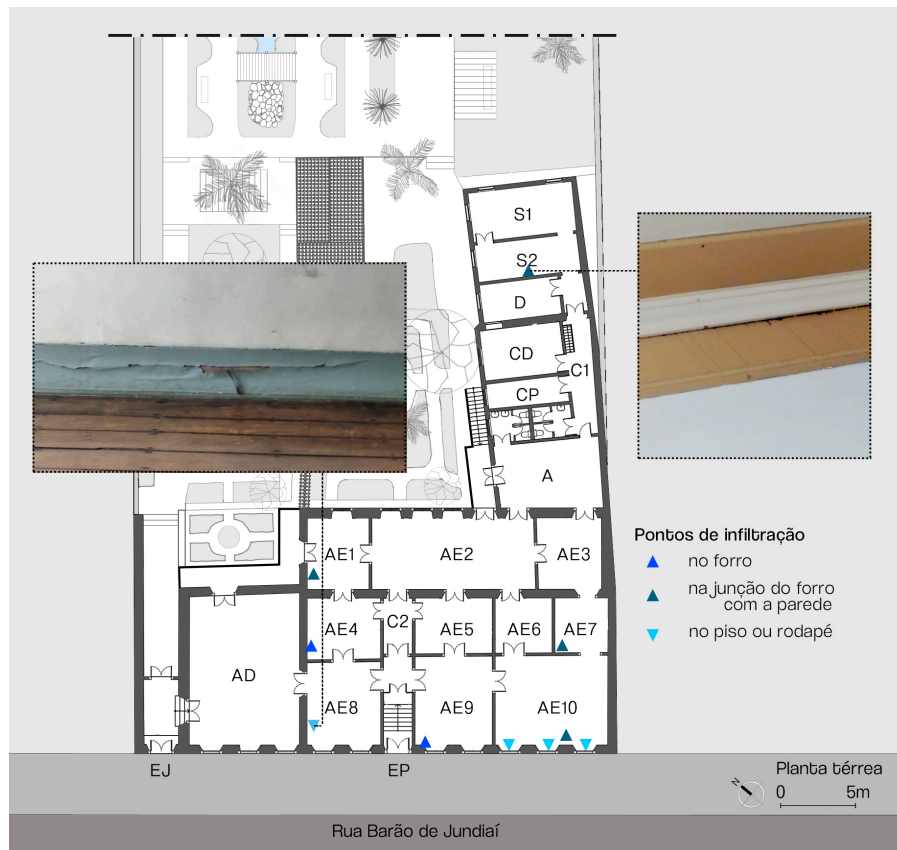 S1
S2
D
CD
C1
CP
A
AE1
AE2
AE3
AE4
C2
AE5
AE6
AE7
AD
AE8
AE9
AE10
EJ
EP
Pontos de infiltração
no forro
na junção do forro
com a parede
no piso ou rodapé
N
Planta térrea
0 5m
Rua Barão de Jundiaí